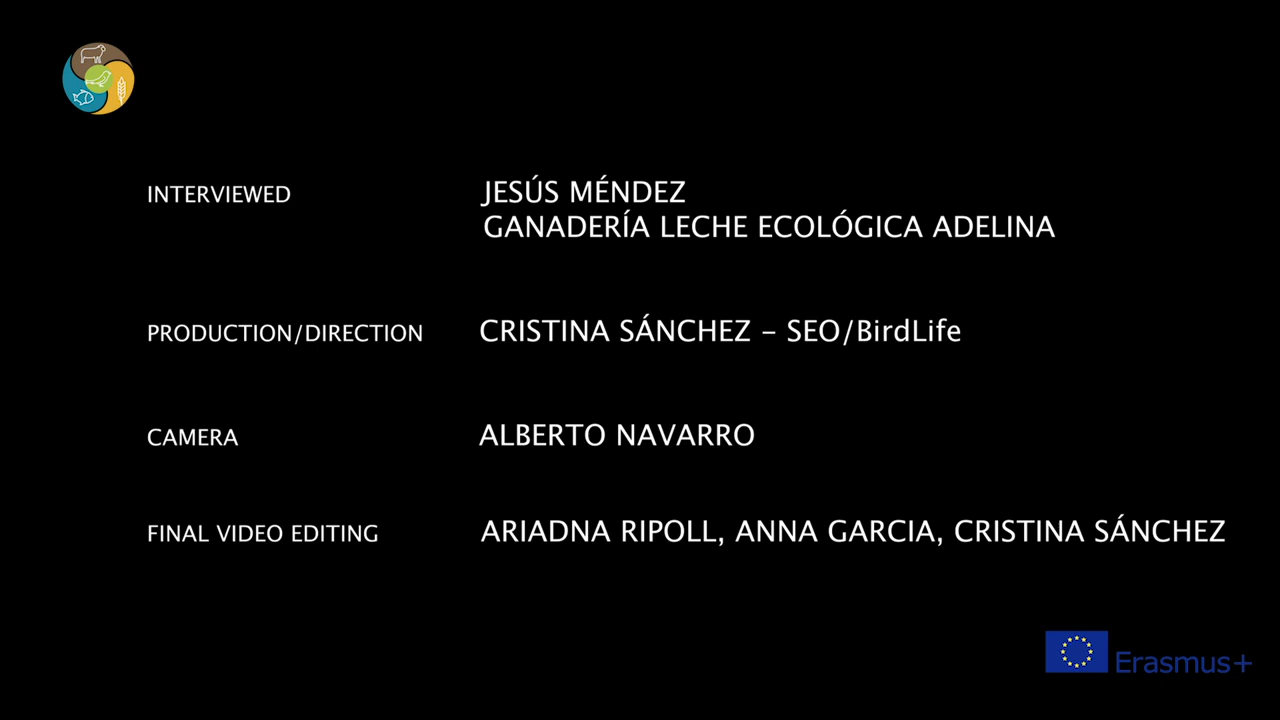 INTERVIEWED JESÚS MÉNDEZ
GANADERÍA LECHE ECOLÓGICA ADELINA
PRODUCTION/DIRECTION CRISTINA SÁNCHEZ – SEO/BirdLife
CAMERA ALBERTO NAVARRO
FINAL VIDEO EDITING ARIADNA RIPOLL, ANNA GARCIA, CRISTINA SÁNCHEZ
Erasmus+